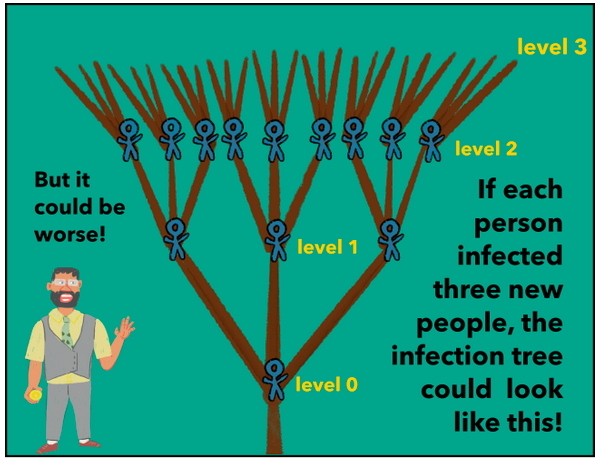 level 3
level 2
But it
could be
worse!
If each
person
infected
three new
people, the
infection tree
could look
like this!
level 1
level 0